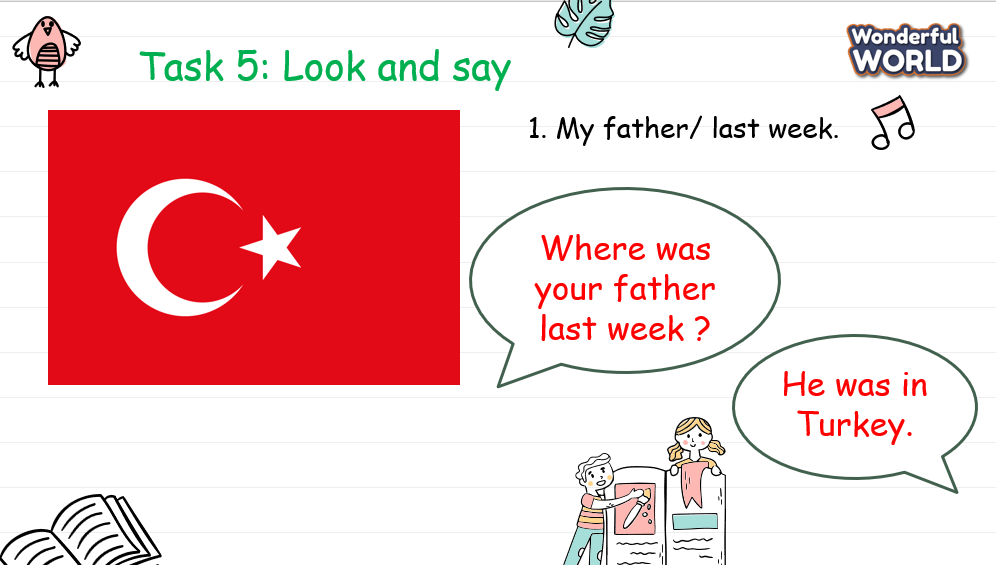 Wonderful
WORLD
Task 5: Look and say
1. My father/ last week.
Where was
your father
last week ?
He was in
Turkey.